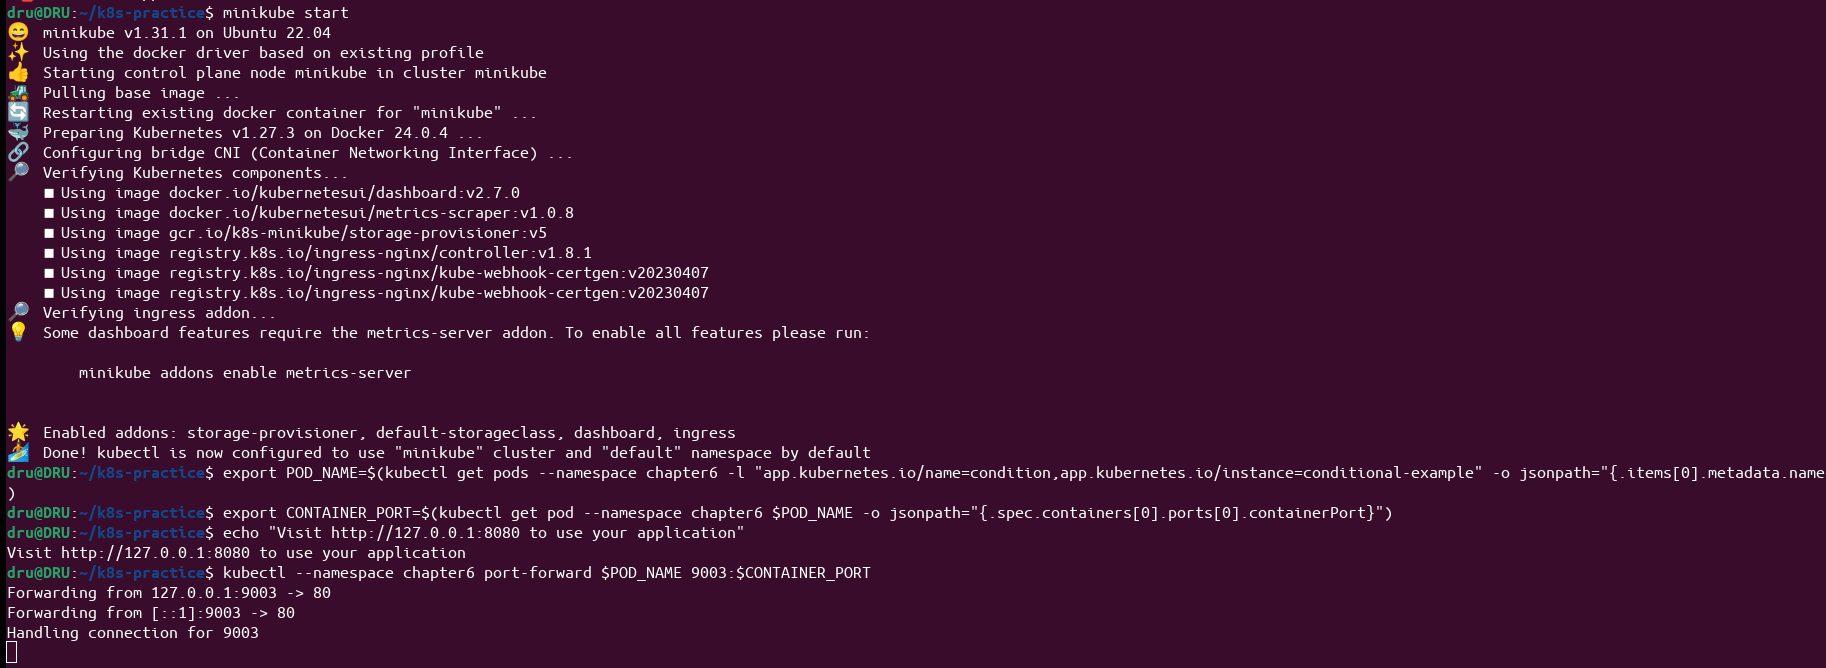 dru@DRU:~/k8s-practice$ minikube start
😄 minikube v1.31.1 on Ubuntu 22.04
✨ Using the docker driver based on existing profile
👍 Starting control plane node minikube in cluster minikube
🚜 Pulling base image ...
🔄 Restarting existing docker container for "minikube" ...
🐳 Preparing Kubernetes v1.27.3 on Docker 24.0.4 ...
🔗 Configuring bridge CNI (Container Networking Interface) ...
🔎 Verifying Kubernetes components...
    ■ Using image docker.io/kubernetesui/dashboard:v2.7.0
    ■ Using image docker.io/kubernetesui/metrics-scraper:v1.0.8
    ■ Using image gcr.io/k8s-minikube/storage-provisioner:v5
    ■ Using image registry.k8s.io/ingress-nginx/controller:v1.8.1
    ■ Using image registry.k8s.io/ingress-nginx/kube-webhook-certgen:v20230407
    ■ Using image registry.k8s.io/ingress-nginx/kube-webhook-certgen:v20230407
🔎 Verifying ingress addon...
💡 Some dashboard features require the metrics-server addon. To enable all features please run:
        minikube addons enable metrics-server
🌟 Enabled addons: storage-provisioner, default-storageclass, dashboard, ingress
🏄 Done! kubectl is now configured to use "minikube" cluster and "default" namespace by default
dru@DRU:~/k8s-practice$ export POD_NAME=$(kubectl get pods --namespace chapter6 -l "app.kubernetes.io/name=condition,app.kubernetes.io/instance=conditional-example" -o jsonpath="{.items[0].metadata.name
)
dru@DRU:~/k8s-practice$ export CONTAINER_PORT=$(kubectl get pod --namespace chapter6 $POD_NAME -o jsonpath="{.spec.containers[0].ports[0].containerPort}")
dru@DRU:~/k8s-practice$ echo "Visit http://127.0.0.1:8080 to use your application"
Visit http://127.0.0.1:8080 to use your application
dru@DRU:~/k8s-practice$ kubectl --namespace chapter6 port-forward $POD_NAME 9003:$CONTAINER_PORT
Forwarding from 127.0.0.1:9003 -> 80
Forwarding from [::1]:9003 -> 80
Handling connection for 9003